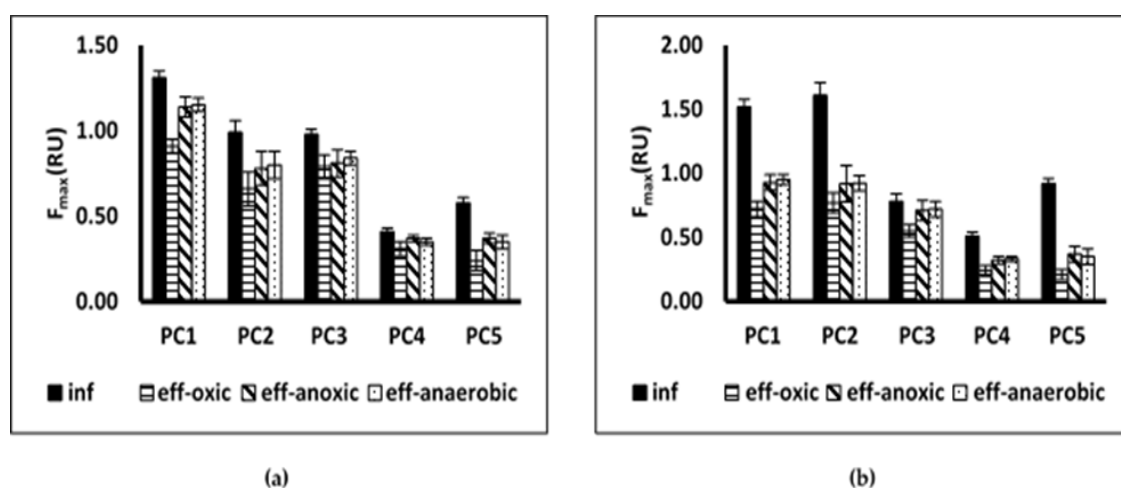 1.50
1.00
0.50
0.00
Fmax(RU)
PC1 PC2 PC3 PC4 PC5
inf eff-oxic eff-anoxic eff-anaerobic
(a)
2.00
1.50
1.00
0.50
0.00
Fmax(RU)
PC1 PC2 PC3 PC4 PC5
inf eff-oxic eff-anoxic eff-anaerobic
(b)